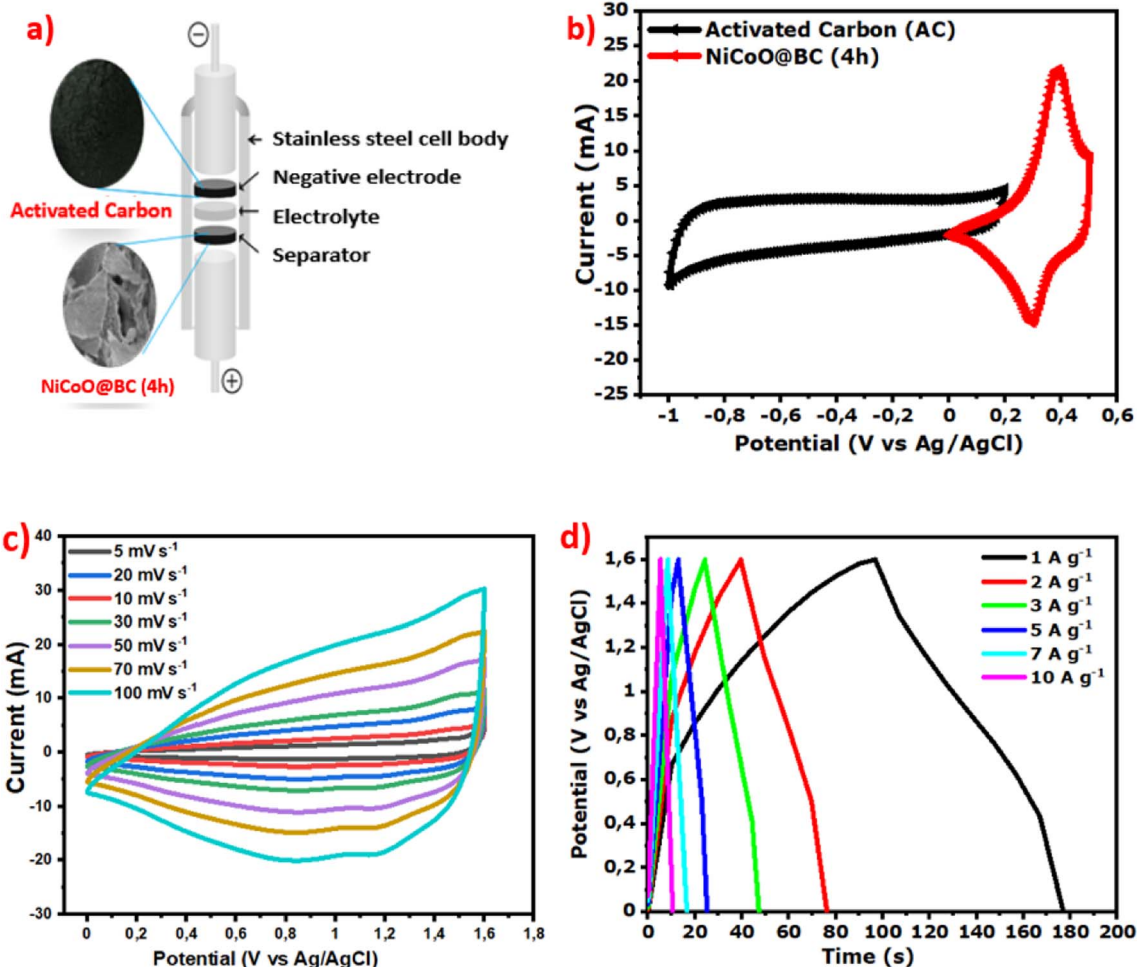 a)
⊖
Stainless steel cell body
Negative electrode
Activated Carbon
Electrolyte
Separator
NiCoO@BC (4h)
⊕
b)
Activated Carbon (AC)
NiCoO@BC (4h)
Current (mA)
30
25
20
15
10
5
0
-5
-10
-15
-20
-25
-1 -0,8 -0,6 -0,4 -0,2 0 0,2 0,4 0,6
Potential (V vs Ag/AgCl)
c)
5 mV s⁻¹
20 mV s⁻¹
10 mV s⁻¹
30 mV s⁻¹
50 mV s⁻¹
70 mV s⁻¹
100 mV s⁻¹
Current (mA)
40
30
20
10
0
-10
-20
-30
0 0,2 0,4 0,6 0,8 1 1,2 1,4 1,6 1,8
Potential (V vs Ag/AgCl)
d)
1 A g⁻¹
2 A g⁻¹
3 A g⁻¹
5 A g⁻¹
7 A g⁻¹
10 A g⁻¹
Potential (V vs Ag/AgCl)
1,6
1,4
1,2
1
0,8
0,6
0,4
0,2
0
0 20 40 60 80 100 120 140 160 180 200
Time (s)